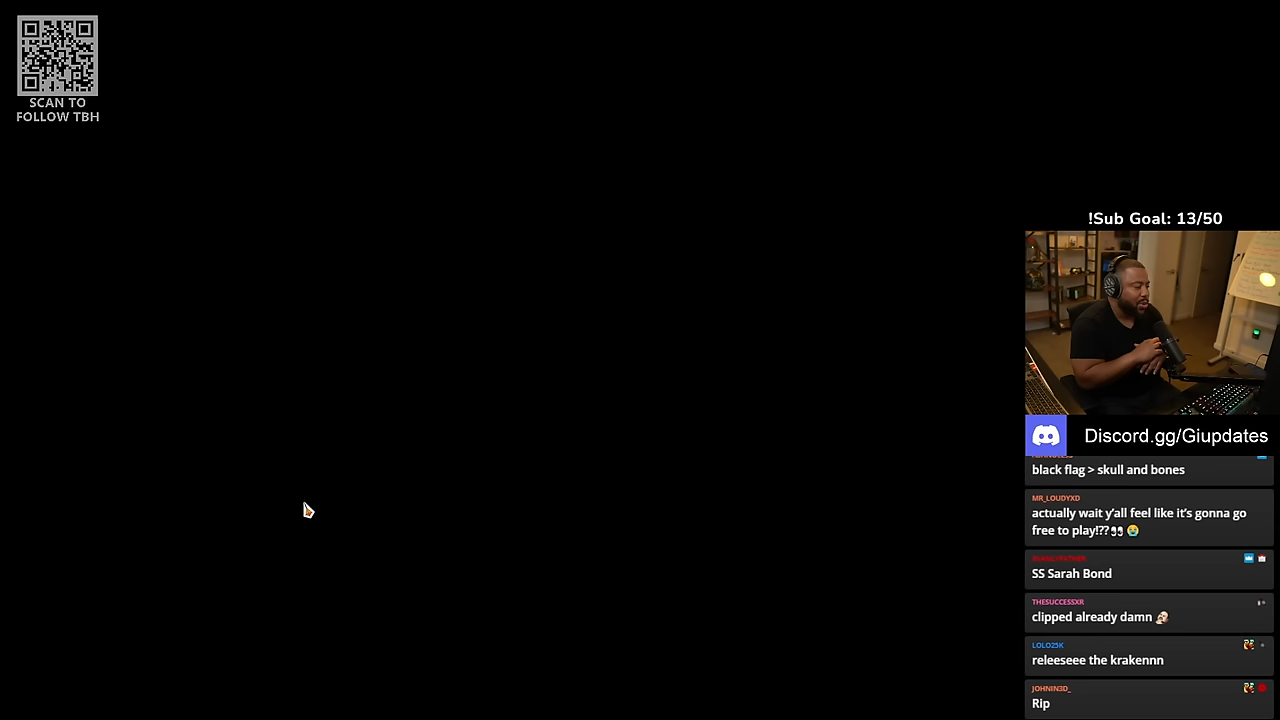 SCAN TO
FOLLOW TBH
!Sub Goal: 13/50
Discord.gg/Giupdates
black flag > skull and bones
MR_LOUDYXD
actually wait y'all feel like it's gonna go
free to play!??👀 😭
SS Sarah Bond
THESUCCESSXR
clipped already damn
LOLO25K
releeseee the krakennn
JOHNIN3D_
Rip